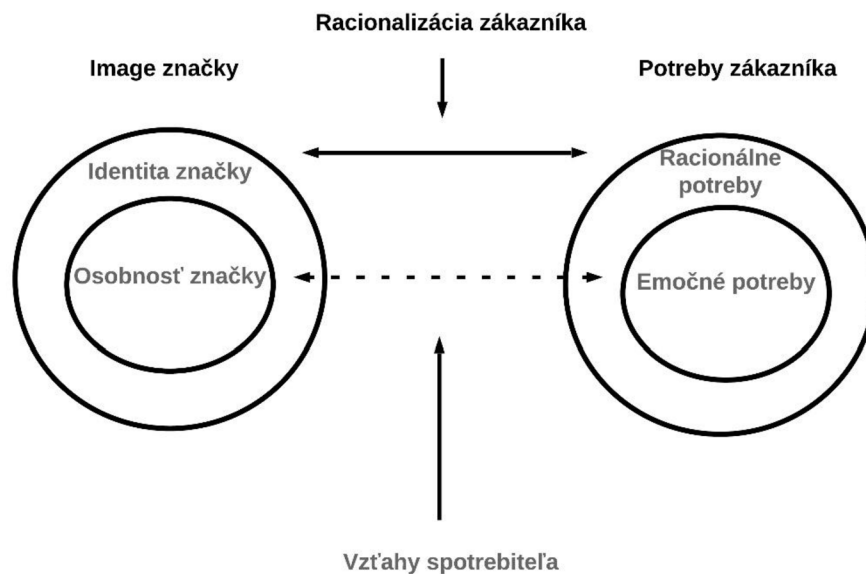 Racionalizácia zákazníka
Image značky
Potreby zákazníka
Identita značky
Racionálne
potreby
Osobnosť značky
Emočné potreby
Vzťahy spotrebiteľa